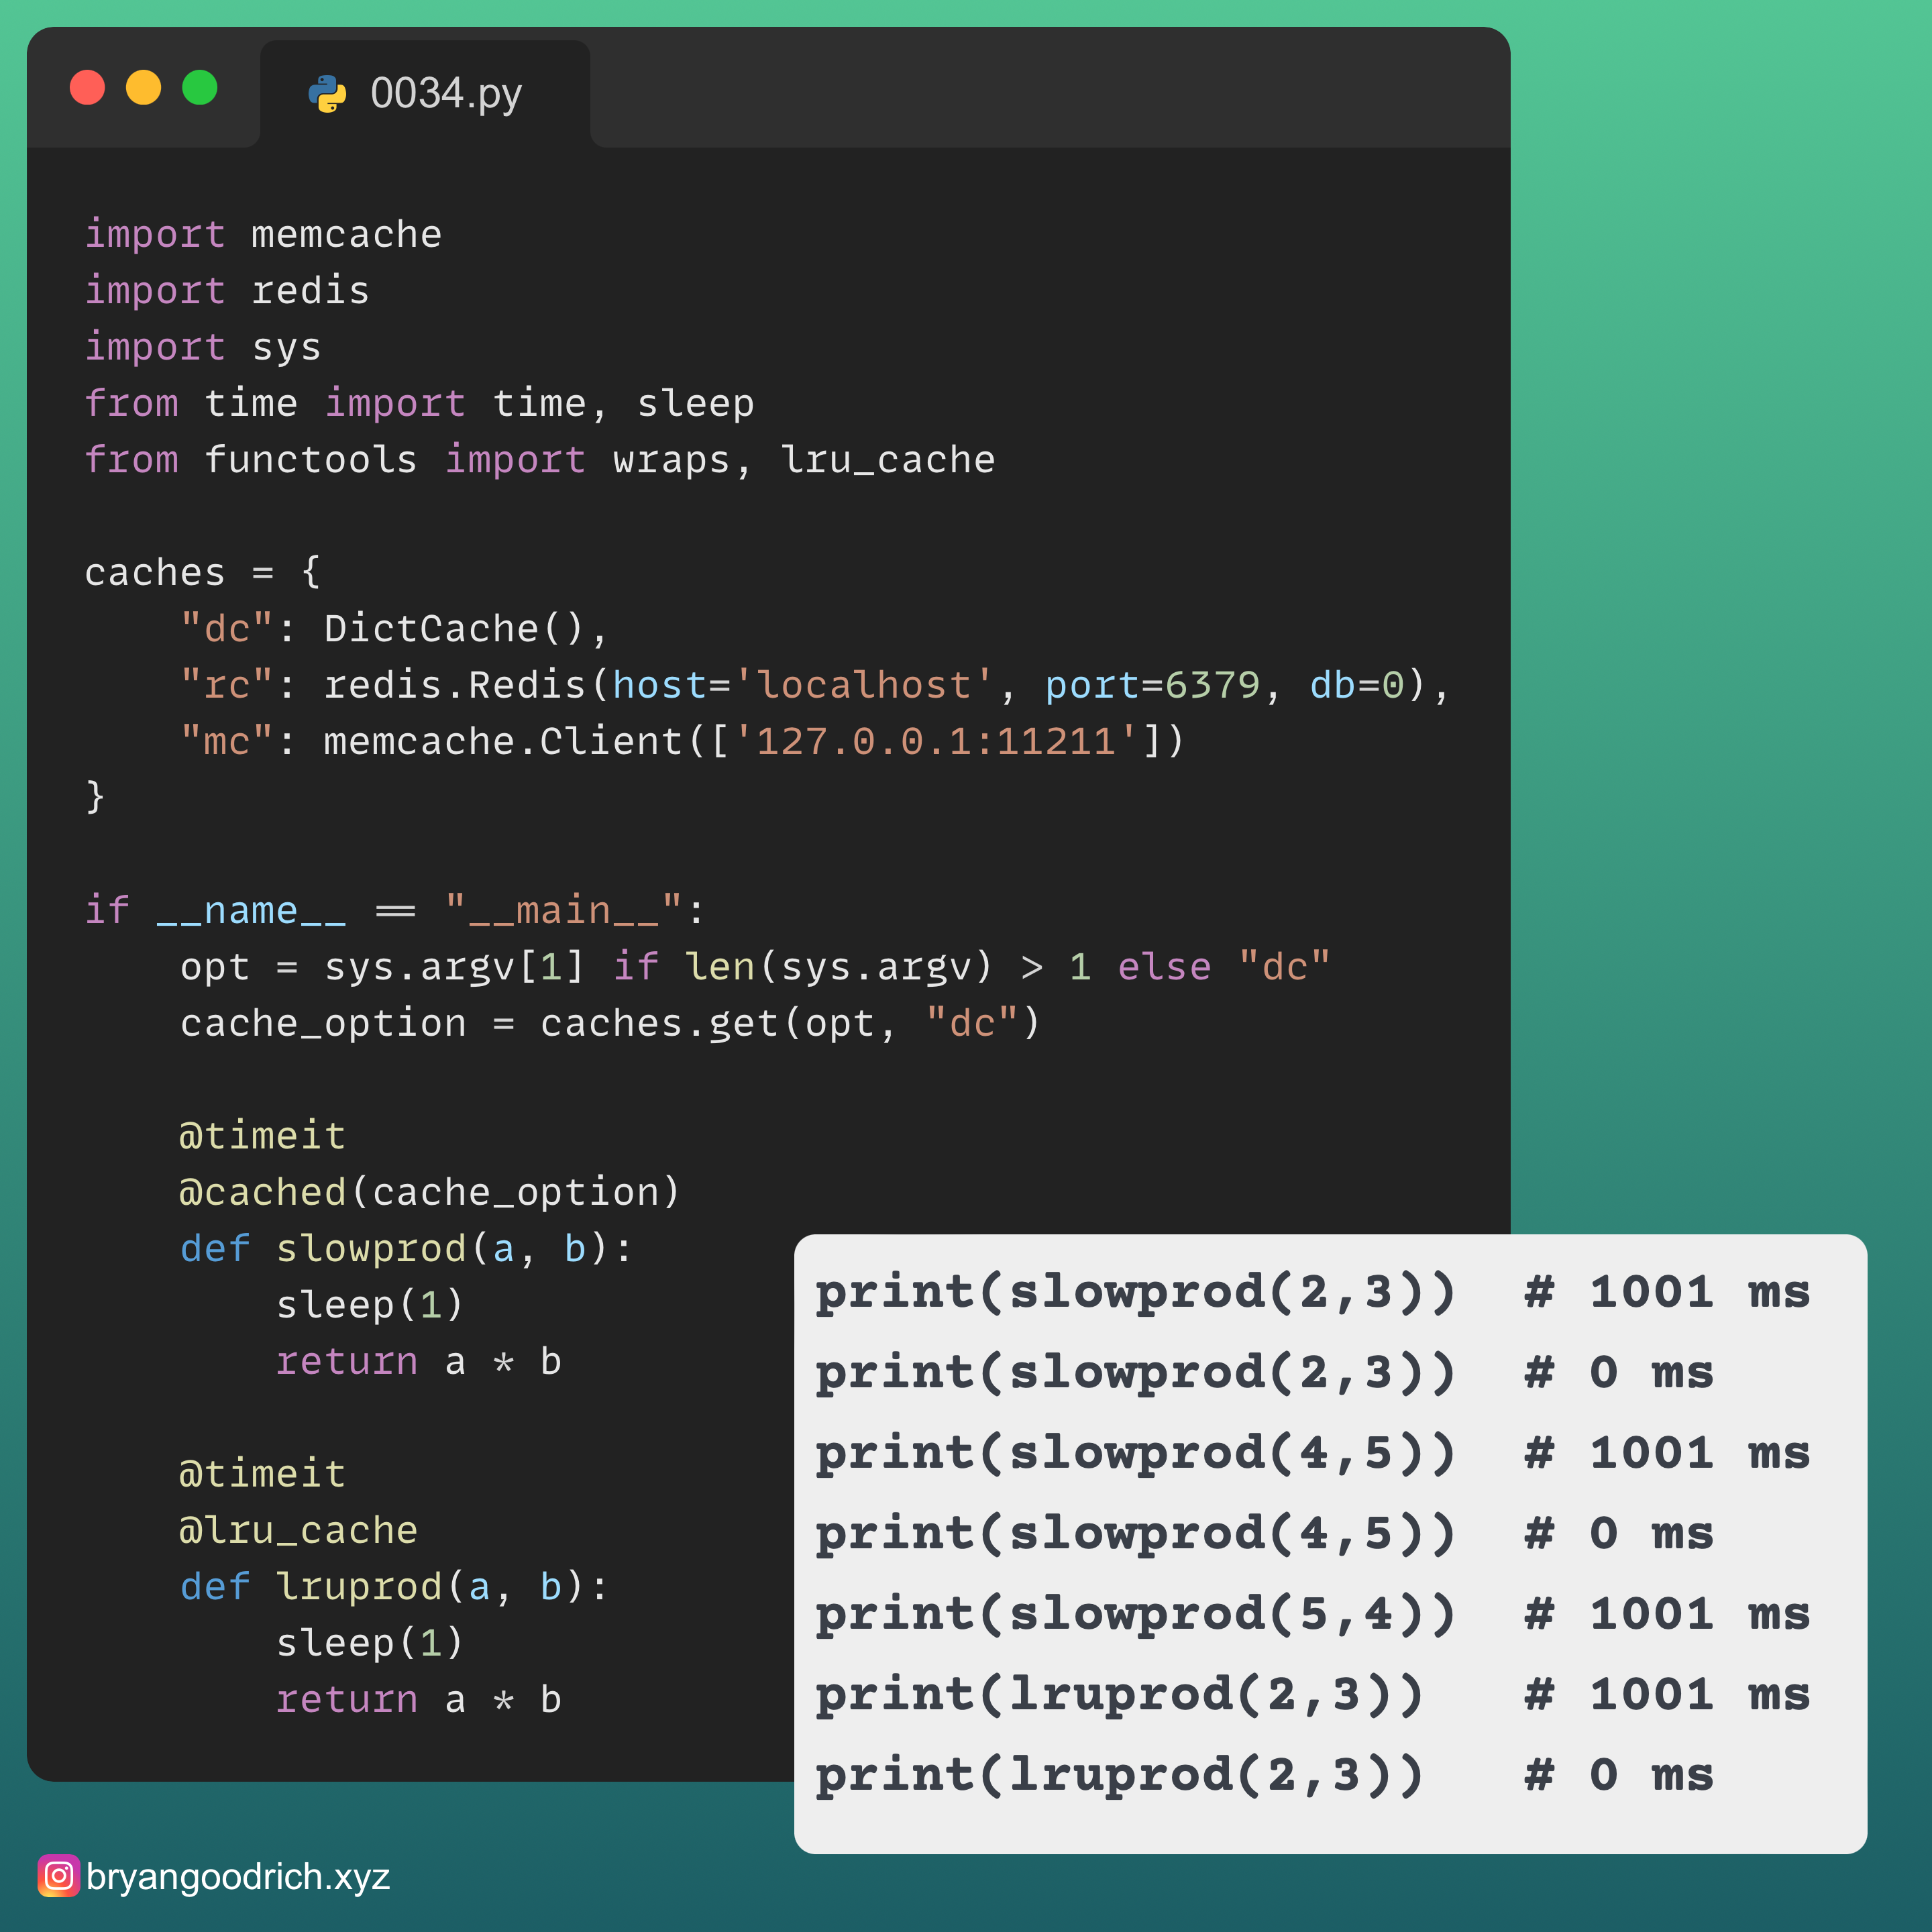 0034.py
import memcache
import redis
import sys
from time import time, sleep
from functools import wraps, lru_cache
caches = {
"dc": DictCache(),
"rc": redis.Redis(host='localhost', port=6379, db=0),
"mc": memcache.Client(['127.0.0.1:11211'])
}
if __name__ == "__main__":
opt = sys.argv[1] if len(sys.argv) > 1 else "dc"
cache_option = caches.get(opt, "dc")
@timeit
@cached(cache_option)
def slowprod(a, b):
sleep(1)
return a * b
@timeit
@lru_cache
def lruprod(a, b):
sleep(1)
return a * b
print(slowprod(2,3)) # 1001 ms
print(slowprod(2,3)) # 0 ms
print(slowprod(4,5)) # 1001 ms
print(slowprod(4,5)) # 0 ms
print(slowprod(5,4)) # 1001 ms
print(lruprod(2,3)) # 1001 ms
print(lruprod(2,3)) # 0 ms
bryangoodrich.xyz